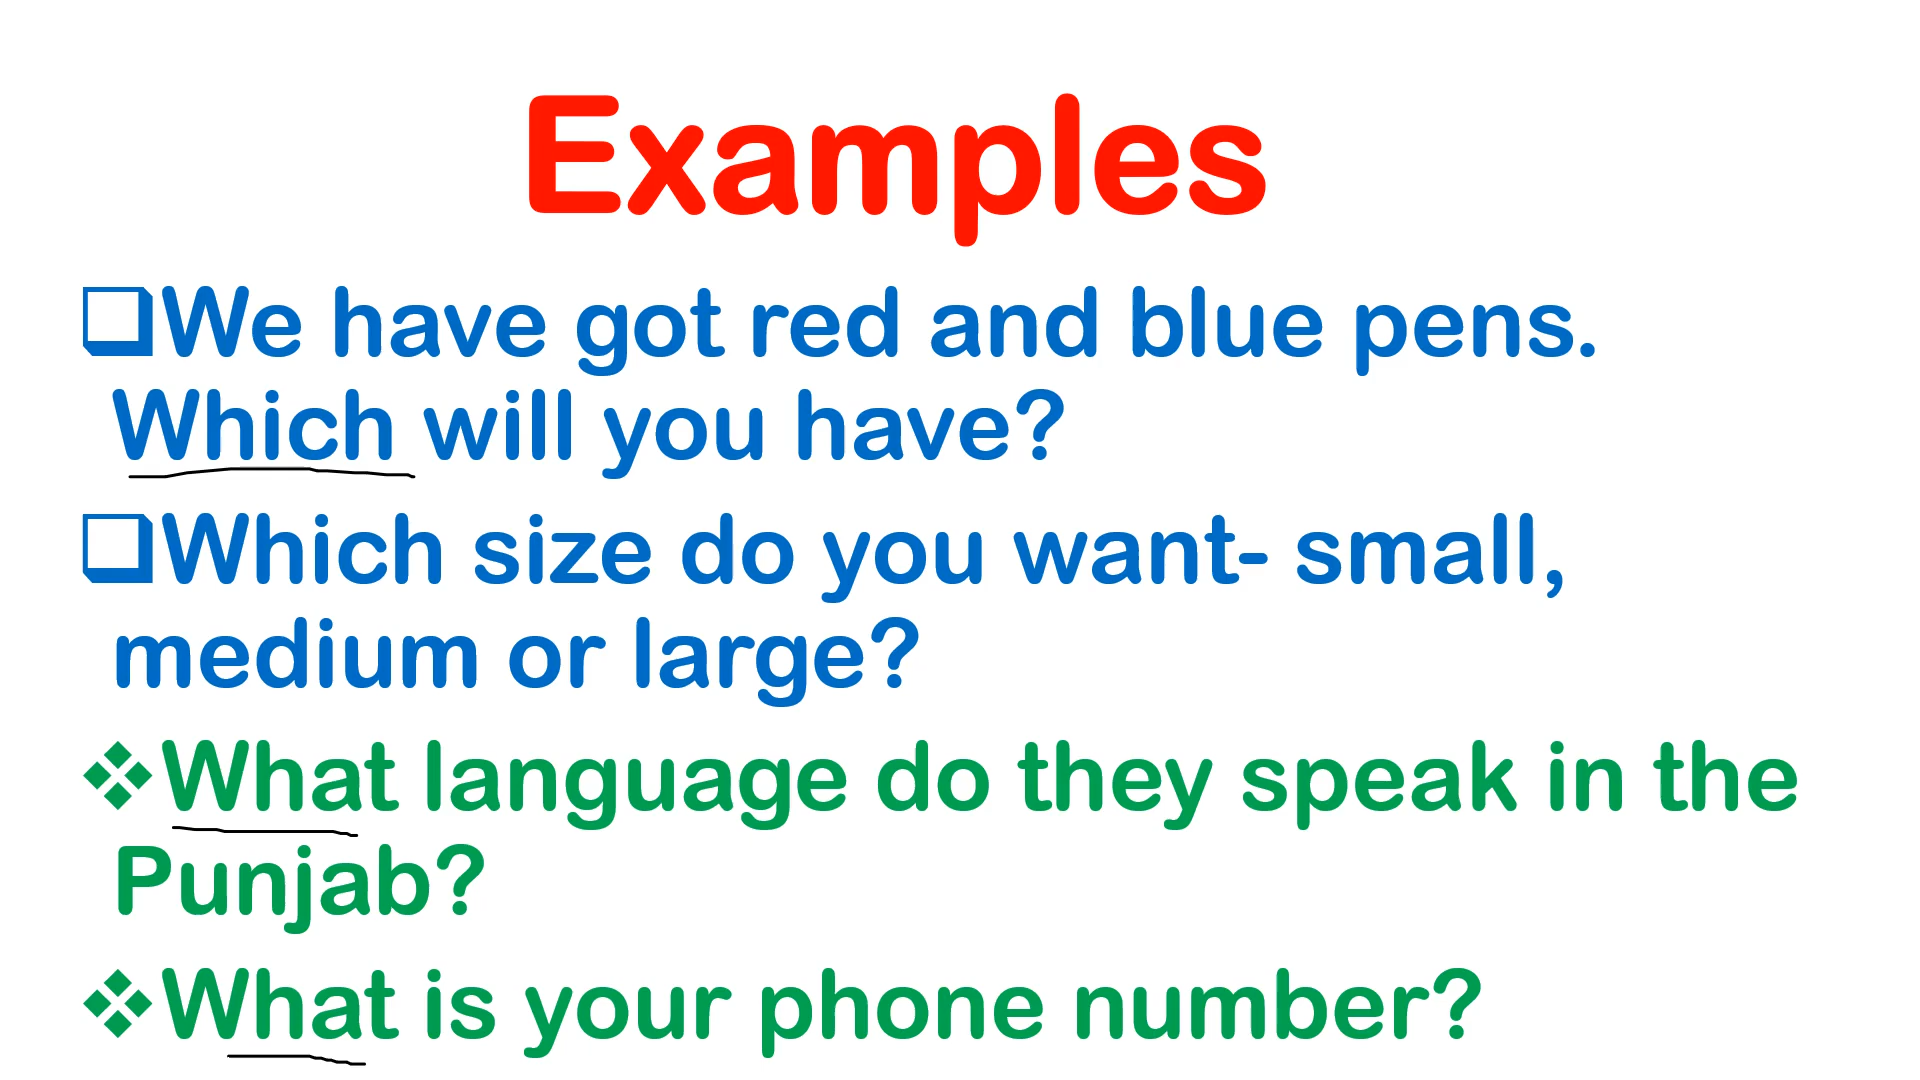 Examples
We have got red and blue pens.
Which will you have?
Which size do you want- small,
medium or large?
What language do they speak in the
Punjab?
What is your phone number?